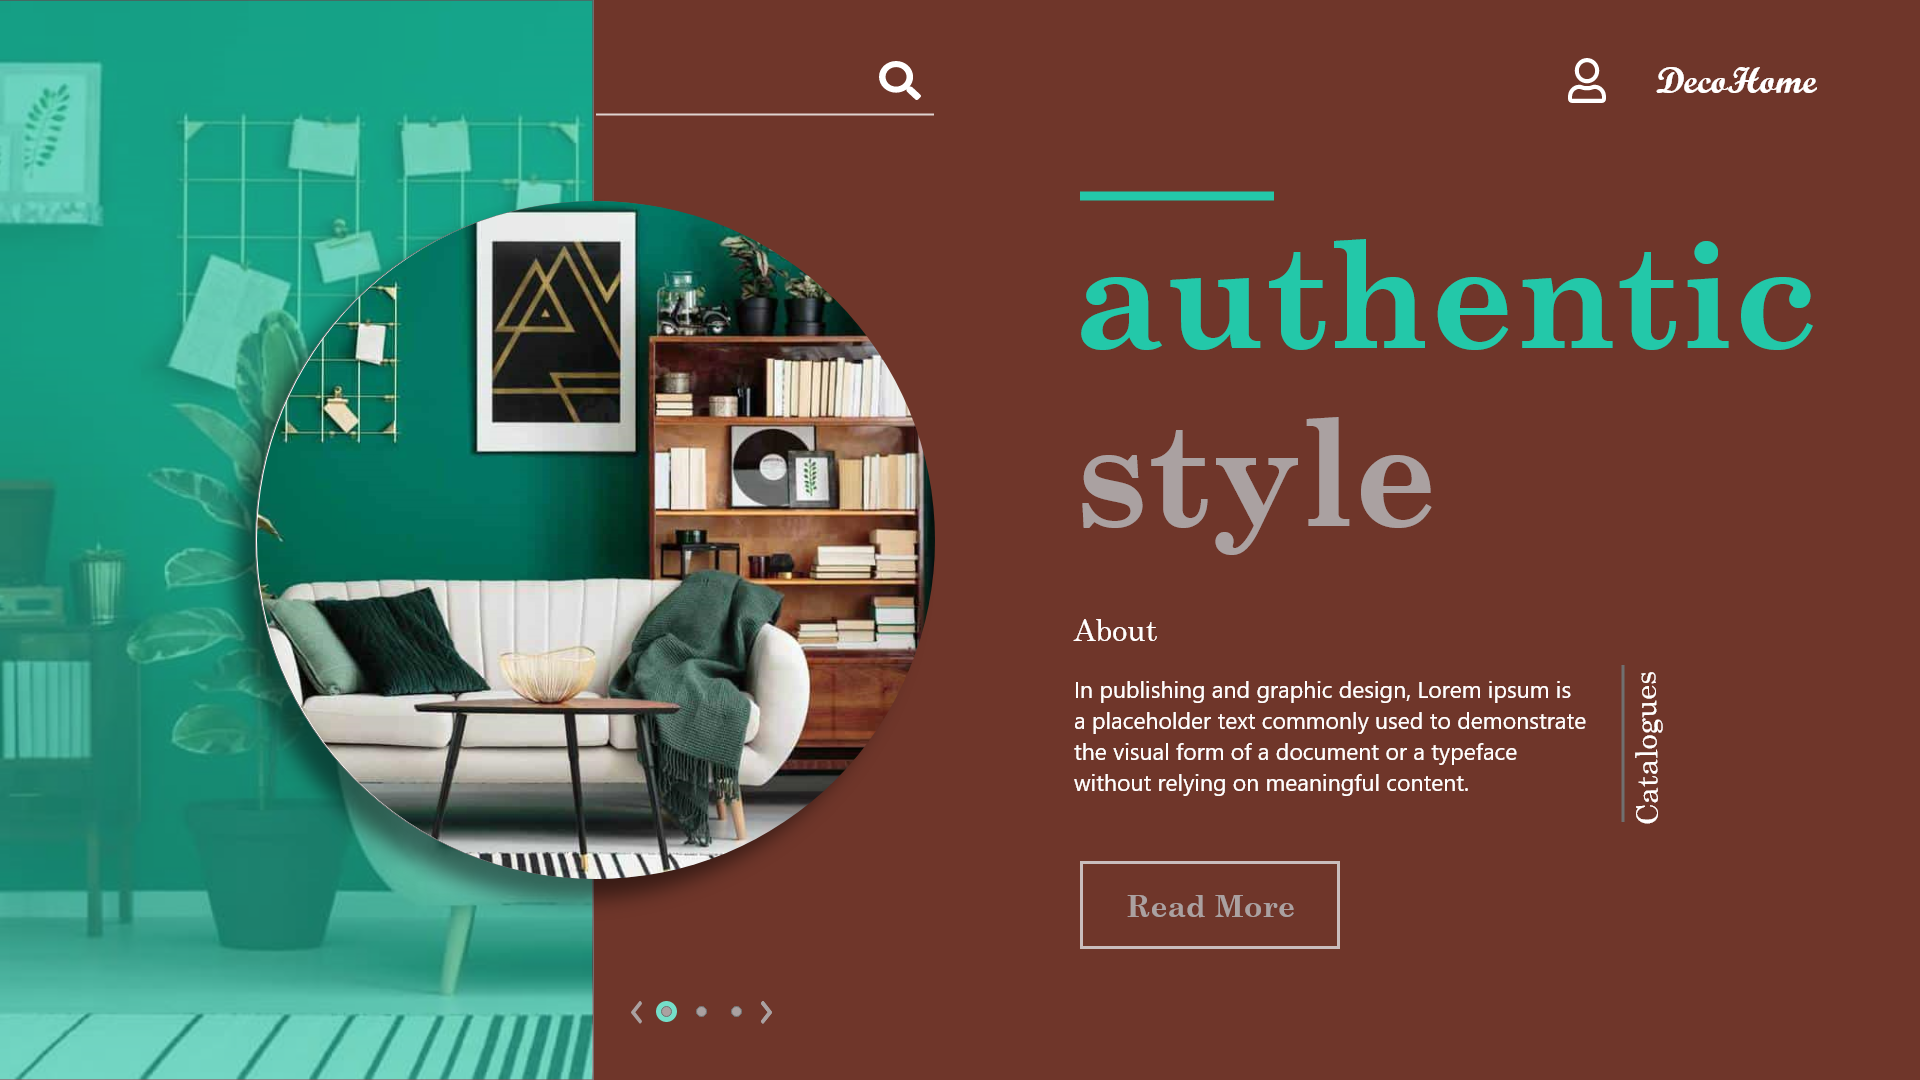 DecoHome
authentic
style
About
In publishing and graphic design, Lorem ipsum is
a placeholder text commonly used to demonstrate
the visual form of a document or a typeface
without relying on meaningful content.
Catalogues
Read More